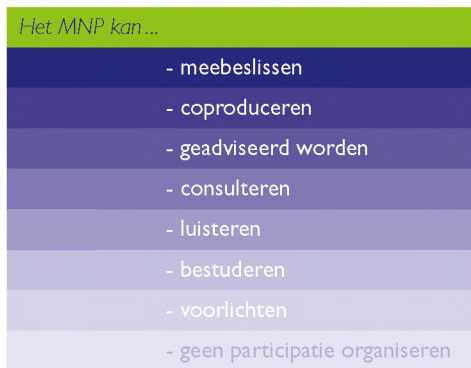 Het MNP kan...
- meebeslissen
- coproduceren
- geadviseerd worden
- consulteren
- luisteren
- bestuderen
- voorlichten
- geen participatie organiseren